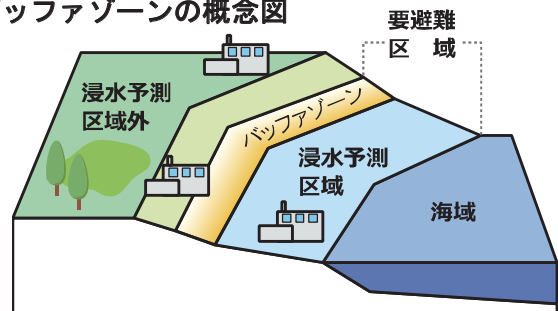 ッファゾーンの概念図
要避難
区　域
浸水予測
区域外
バッファゾーン
浸水予測
区域
海域